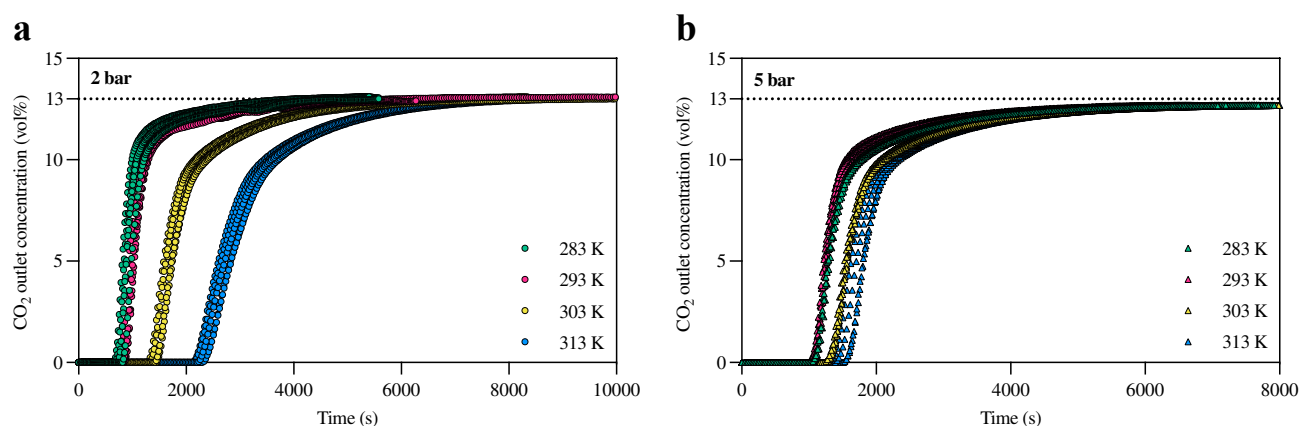 a
15
2 bar
13
10
5
0
CO2 outlet concentration (vol%)
283 K
293 K
303 K
313 K
0 2000 4000 6000 8000 10000
Time (s)
b
15
5 bar
13
10
5
0
CO2 outlet concentration (vol%)
283 K
293 K
303 K
313 K
0 2000 4000 6000 8000
Time (s)